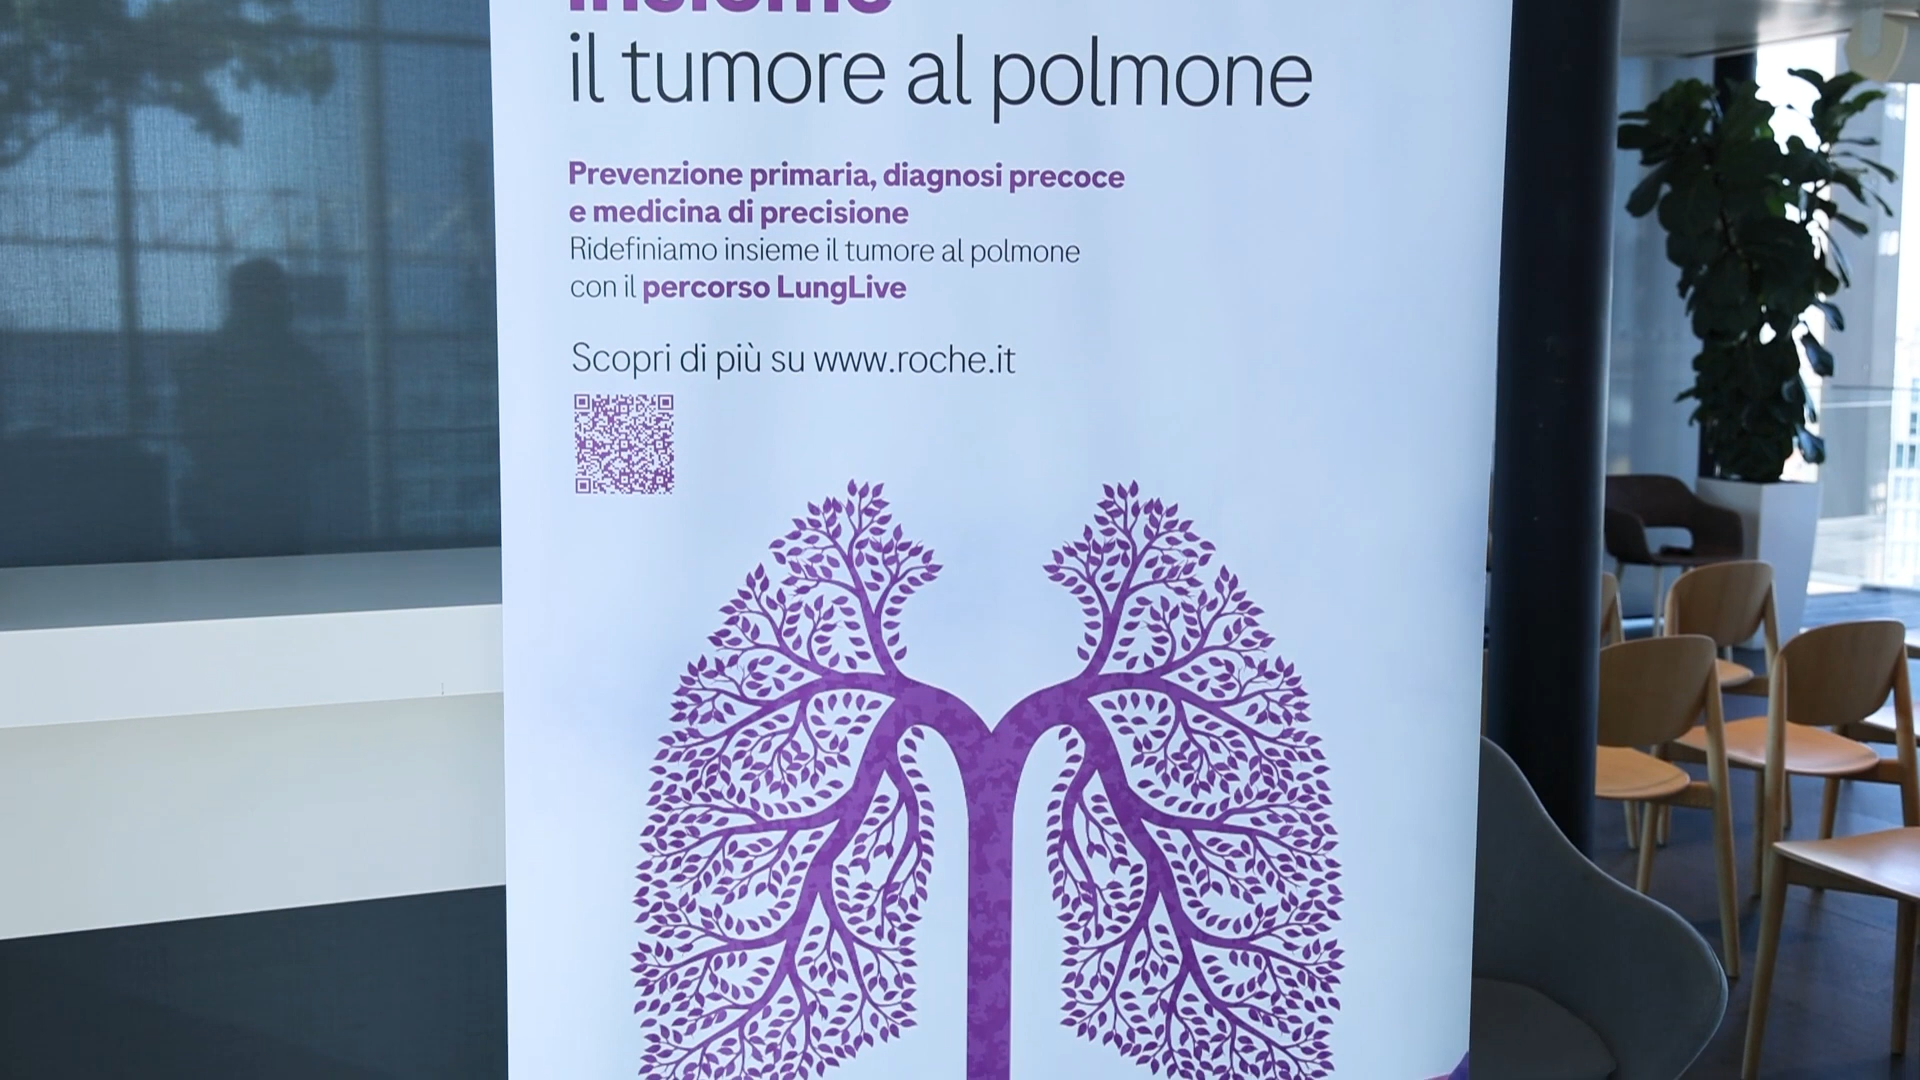 insieme
il tumore al polmone
Prevenzione primaria, diagnosi precoce
e medicina di precisione
Ridefiniamo insieme il tumore al polmone
con il percorso LungLive
Scopri di più su www.roche.it